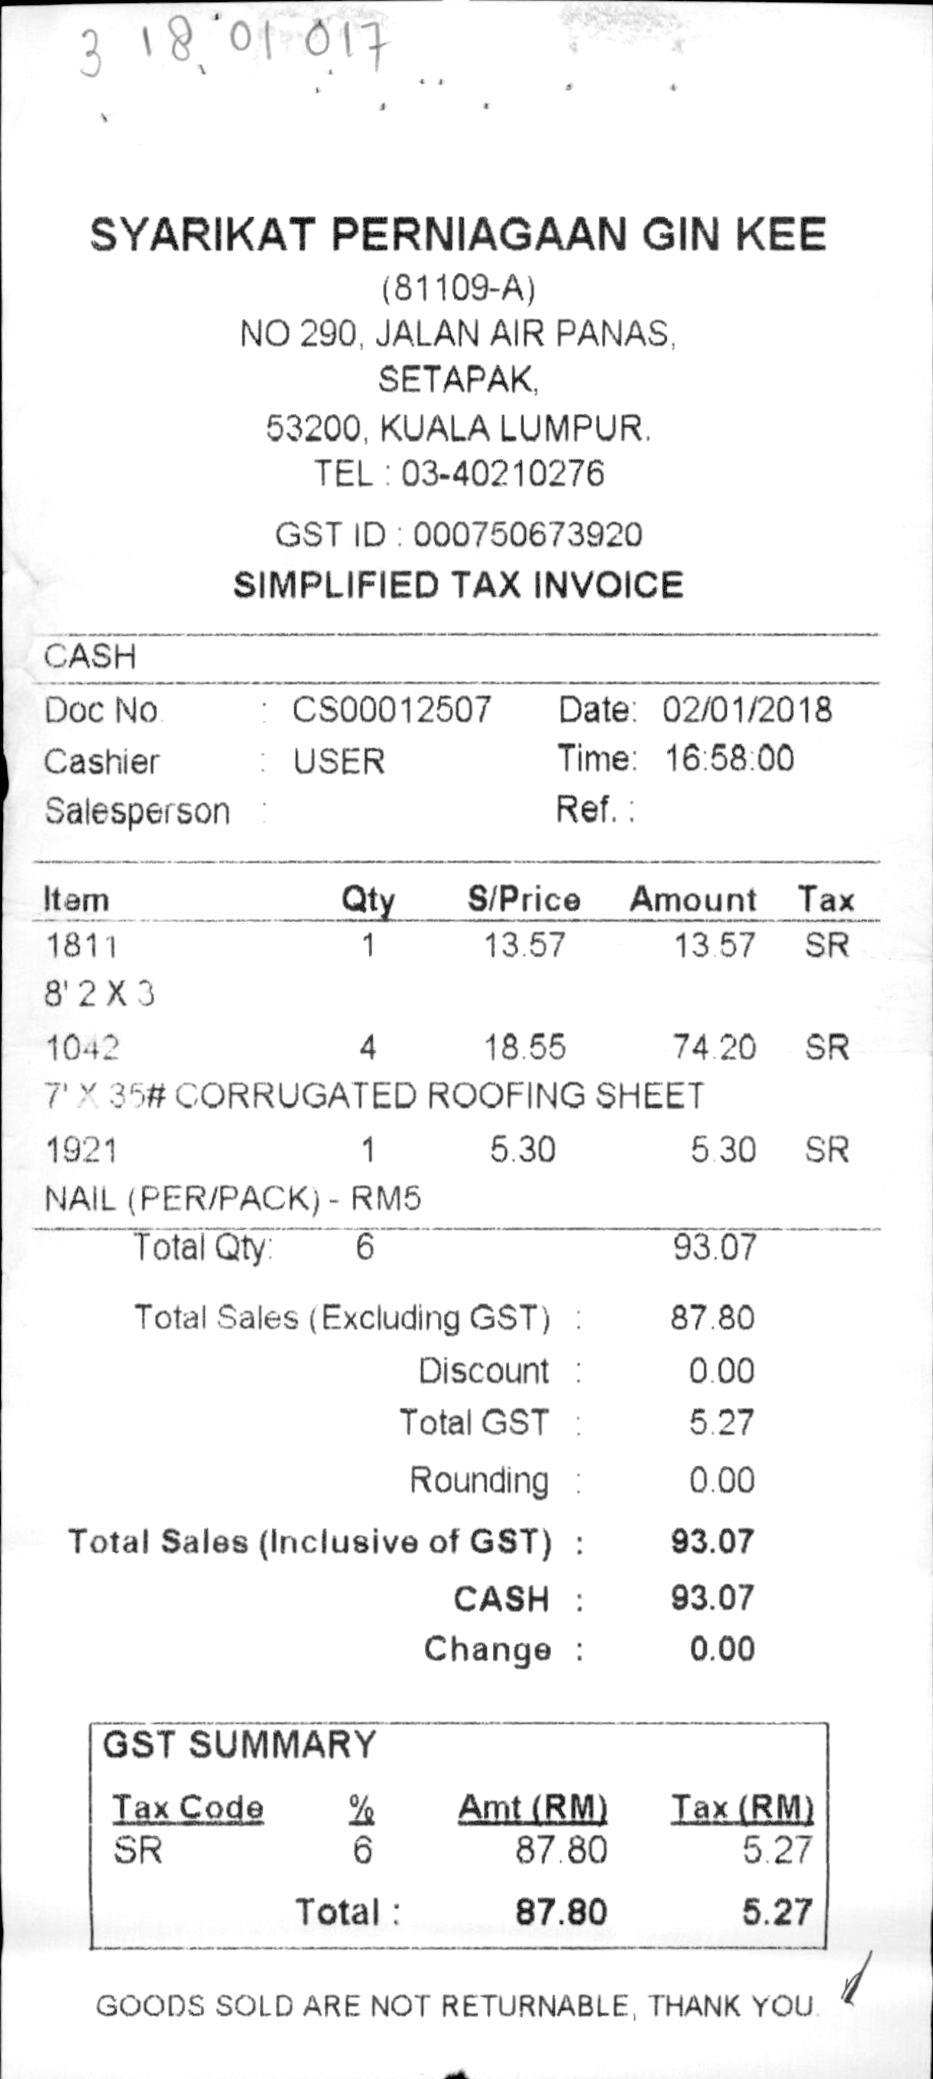 3 18 01 017
SYARIKAT PERNIAGAAN GIN KEE
(81109-A)
NO 290, JALAN AIR PANAS,
SETAPAK,
53200, KUALA LUMPUR.
TEL : 03-40210276
GST ID : 000750673920
SIMPLIFIED TAX INVOICE
CASH
Doc No : CS00012507 Date: 02/01/2018
Cashier : USER Time: 16:58:00
Salesperson : Ref. :
Item Qty S/Price Amount Tax
1811 1 13.57 13.57 SR
8' 2 X 3
1042 4 18.55 74.20 SR
7' X 35# CORRUGATED ROOFING SHEET
1921 1 5.30 5.30 SR
NAIL (PER/PACK) - RM5
Total Qty: 6 93.07
Total Sales (Excluding GST) : 87.80
Discount : 0.00
Total GST : 5.27
Rounding : 0.00
Total Sales (Inclusive of GST) : 93.07
CASH : 93.07
Change : 0.00
GST SUMMARY
Tax Code % Amt (RM) Tax (RM)
SR 6 87.80 5.27
Total : 87.80 5.27
GOODS SOLD ARE NOT RETURNABLE, THANK YOU.